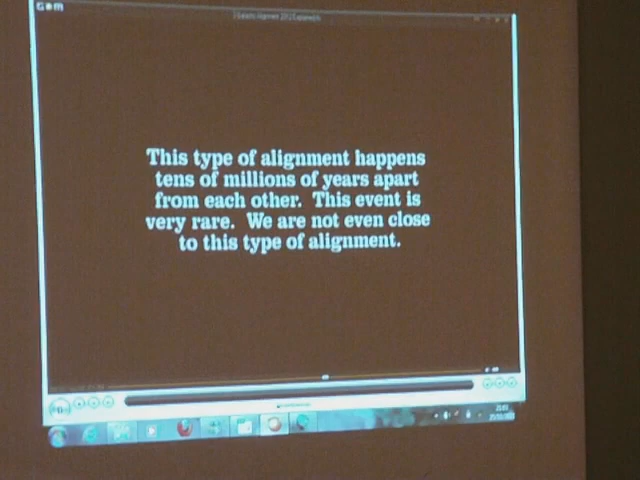 GOM
This type of alignment happens
tens of millions of years apart
from each other. This event is
very rare. We are not even close
to this type of alignment.